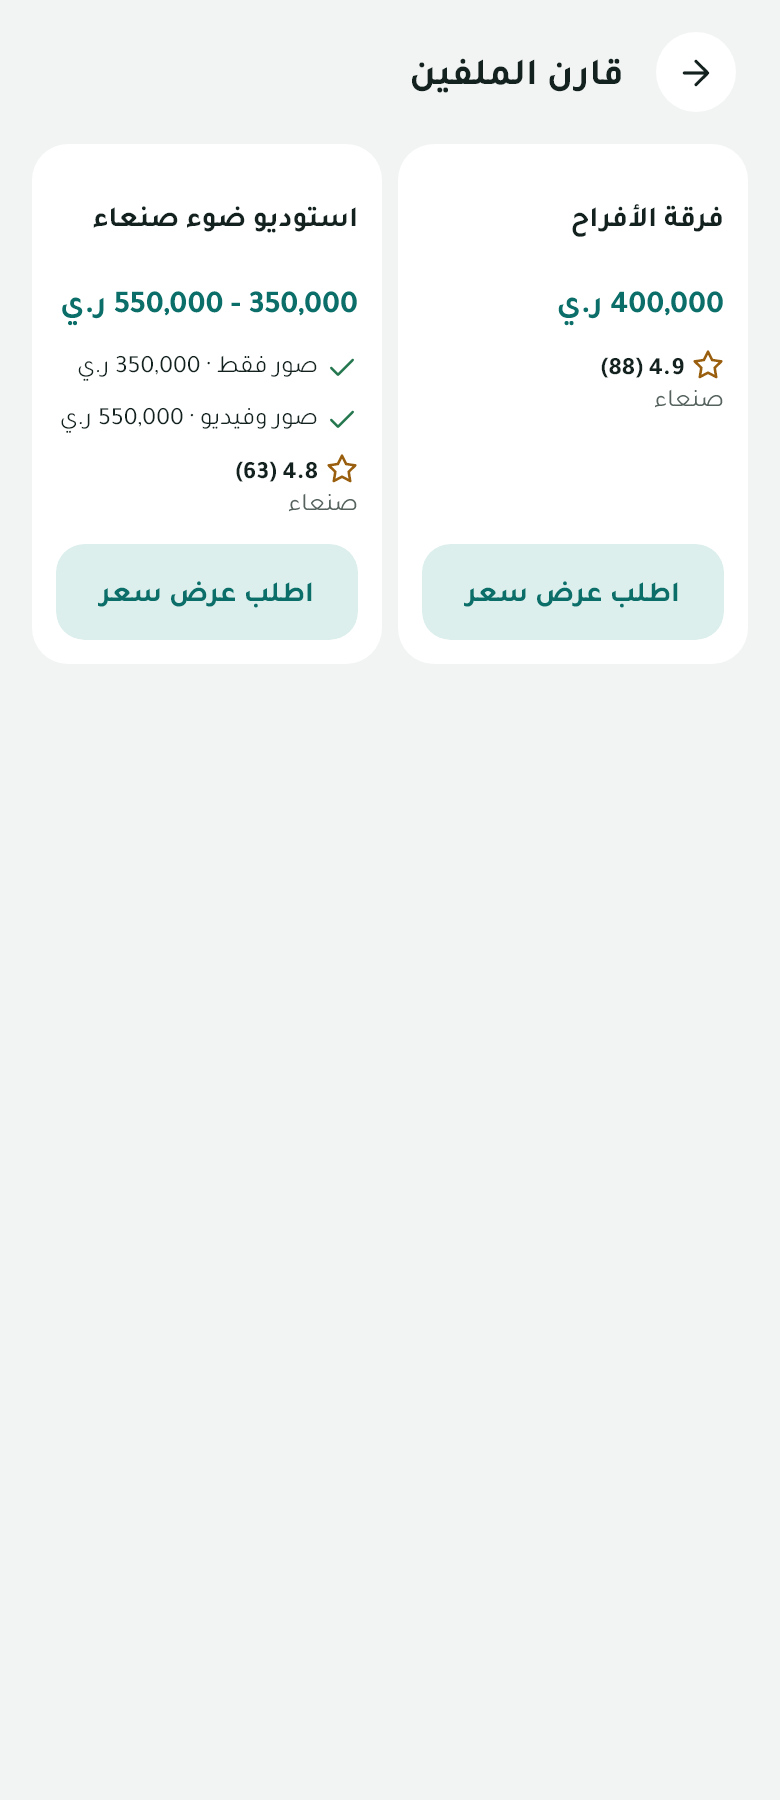 قارن الملفين
فرقة الأفراح
400,000 ر.ي
4.9 (88)
صنعاء
اطلب عرض سعر
استوديو ضوء صنعاء
350,000 - 550,000 ر.ي
صور فقط · 350,000 ر.ي
صور وفيديو · 550,000 ر.ي
4.8 (63)
صنعاء
اطلب عرض سعر